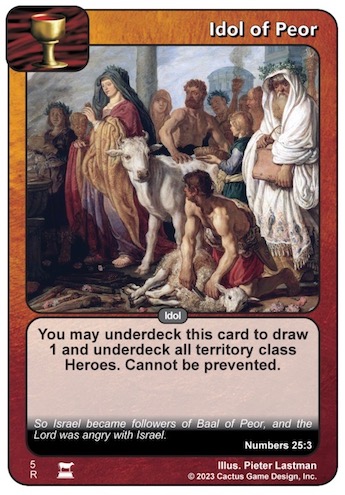 Idol of Peor
Idol
You may underdeck this card to draw
1 and underdeck all territory class
Heroes. Cannot be prevented.
So Israel became followers of Baal of Peor, and the
Lord was angry with Israel.
Numbers 25:3
5
R
Illus. Pieter Lastman
© 2023 Cactus Game Design, Inc.